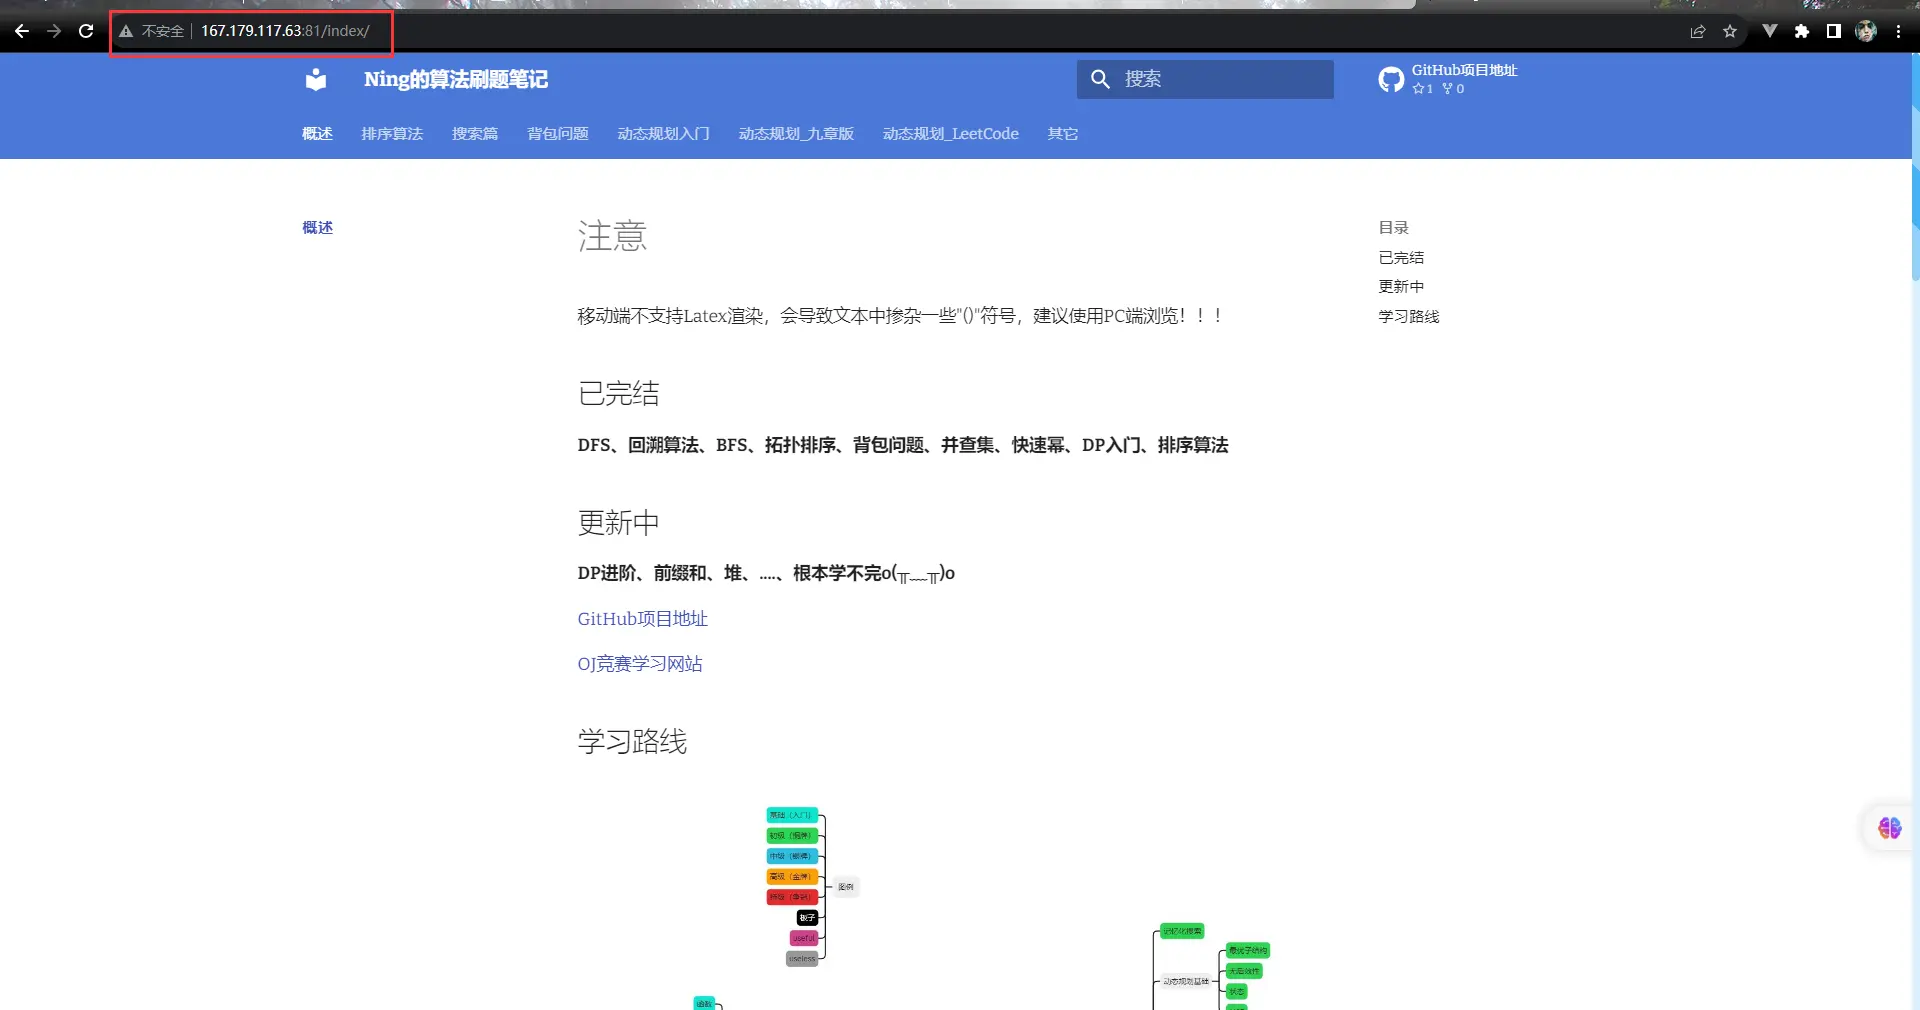 不安全 167.179.117.63:81/index/
Ning的算法刷题笔记
搜索
GitHub项目地址
1 0
概述 排序算法 搜索篇 背包问题 动态规划入门 动态规划_九章版 动态规划_LeetCode 其它
概述
注意
移动端不支持Latex渲染，会导致文本中掺杂一些"()"符号，建议使用PC端浏览！！！
已完结
DFS、回溯算法、BFS、拓扑排序、背包问题、并查集、快速幂、DP入门、排序算法
更新中
DP进阶、前缀和、堆、....、根本学不完o(╥﹏╥)o
GitHub项目地址
OJ竞赛学习网站
学习路线
目录
已完结
更新中
学习路线
基础（入门）
初级（铜牌）
中级（银牌）
高级（金牌）
图例
板子
useful
useless
函数
记忆化搜索
动态规划基础
最优子结构
无后效性
状态